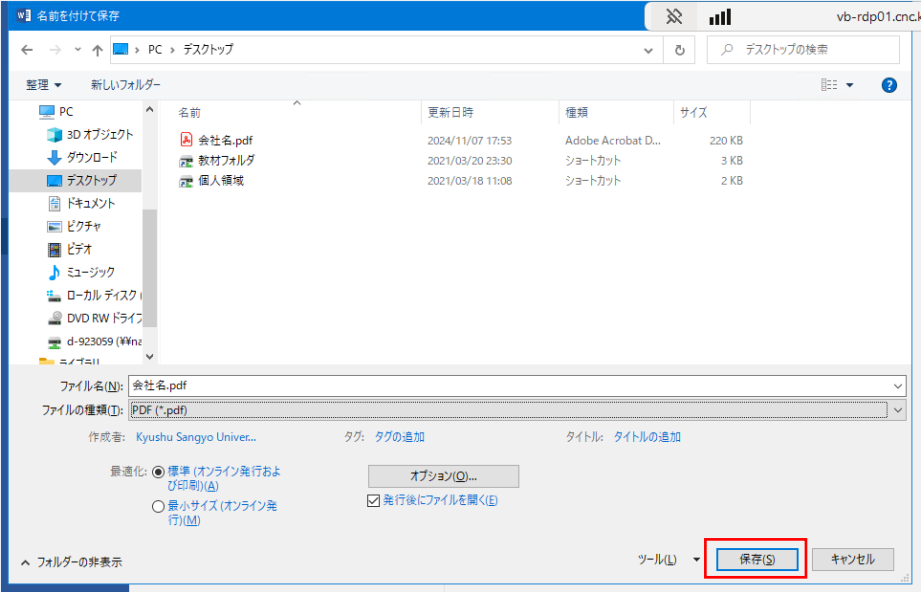 名前を付けて保存
vb-rdp01.cnc.k
PC › デスクトップ
デスクトップの検索
整理
新しいフォルダー
PC
3D オブジェクト
ダウンロード
デスクトップ
ドキュメント
ピクチャ
ビデオ
ミュージック
ローカル ディスク (
DVD RW ドライブ
d-923059 (¥¥na
ライブラリ
名前 更新日時 種類 サイズ
会社名.pdf 2024/11/07 17:53 Adobe Acrobat D... 220 KB
教材フォルダ 2021/03/20 23:30 ショートカット 3 KB
個人領域 2021/03/18 11:08 ショートカット 2 KB
ファイル名(N): 会社名.pdf
ファイルの種類(T): PDF (*.pdf)
作成者: Kyushu Sangyo Univer... タグ: タグの追加 タイトル: タイトルの追加
最適化: 標準 (オンライン発行およ
び印刷)(A)
最小サイズ (オンライン発
行)(M)
オプション(O)...
発行後にファイルを開く(E)
フォルダーの非表示
ツール(L) 保存(S) キャンセル